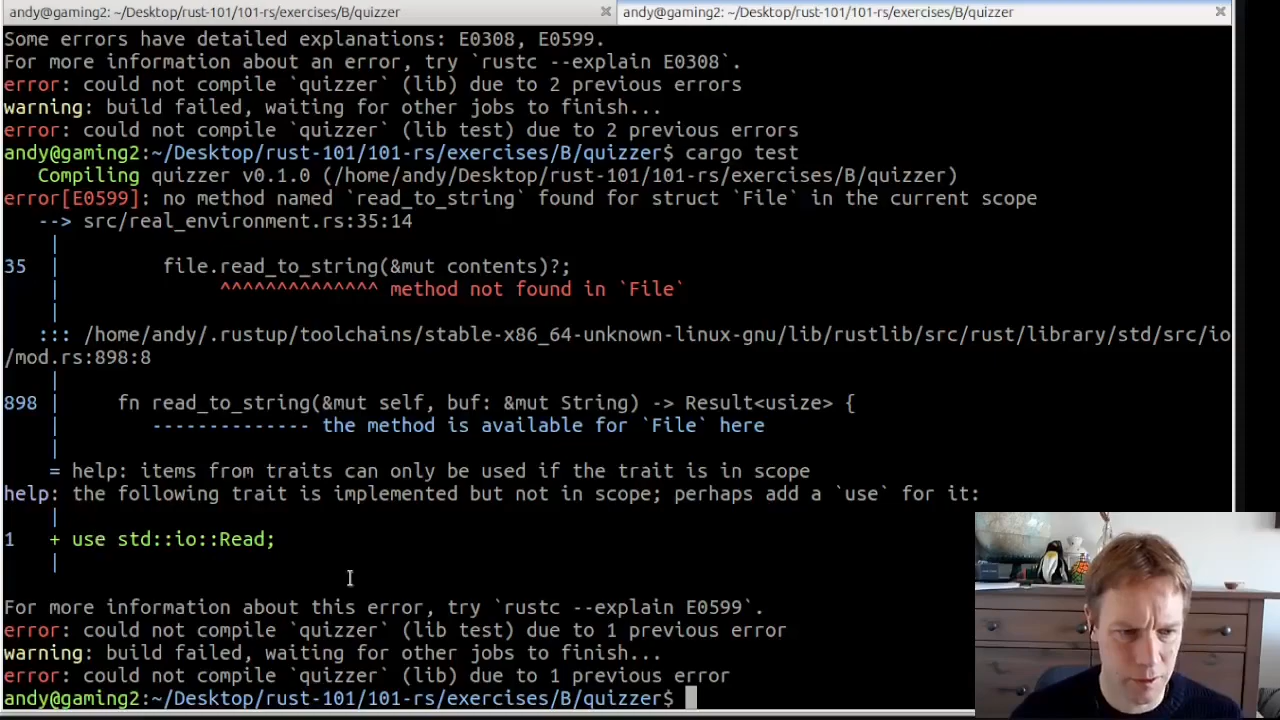 andy@gaming2: ~/Desktop/rust-101/101-rs/exercises/B/quizzer
andy@gaming2: ~/Desktop/rust-101/101-rs/exercises/B/quizzer
Some errors have detailed explanations: E0308, E0599.
For more information about an error, try `rustc --explain E0308`.
error: could not compile `quizzer` (lib) due to 2 previous errors
warning: build failed, waiting for other jobs to finish...
error: could not compile `quizzer` (lib test) due to 2 previous errors
andy@gaming2:~/Desktop/rust-101/101-rs/exercises/B/quizzer$ cargo test
   Compiling quizzer v0.1.0 (/home/andy/Desktop/rust-101/101-rs/exercises/B/quizzer)
error[E0599]: no method named `read_to_string` found for struct `File` in the current scope
   --> src/real_environment.rs:35:14
    |
35  |         file.read_to_string(&mut contents)?;
    |              ^^^^^^^^^^^^^^ method not found in `File`
    |
   ::: /home/andy/.rustup/toolchains/stable-x86_64-unknown-linux-gnu/lib/rustlib/src/rust/library/std/src/io
/mod.rs:898:8
    |
898 |     fn read_to_string(&mut self, buf: &mut String) -> Result<usize> {
    |        -------------- the method is available for `File` here
    |
    = help: items from traits can only be used if the trait is in scope
help: the following trait is implemented but not in scope; perhaps add a `use` for it:
    |
1   + use std::io::Read;
    |
For more information about this error, try `rustc --explain E0599`.
error: could not compile `quizzer` (lib test) due to 1 previous error
warning: build failed, waiting for other jobs to finish...
error: could not compile `quizzer` (lib) due to 1 previous error
andy@gaming2:~/Desktop/rust-101/101-rs/exercises/B/quizzer$